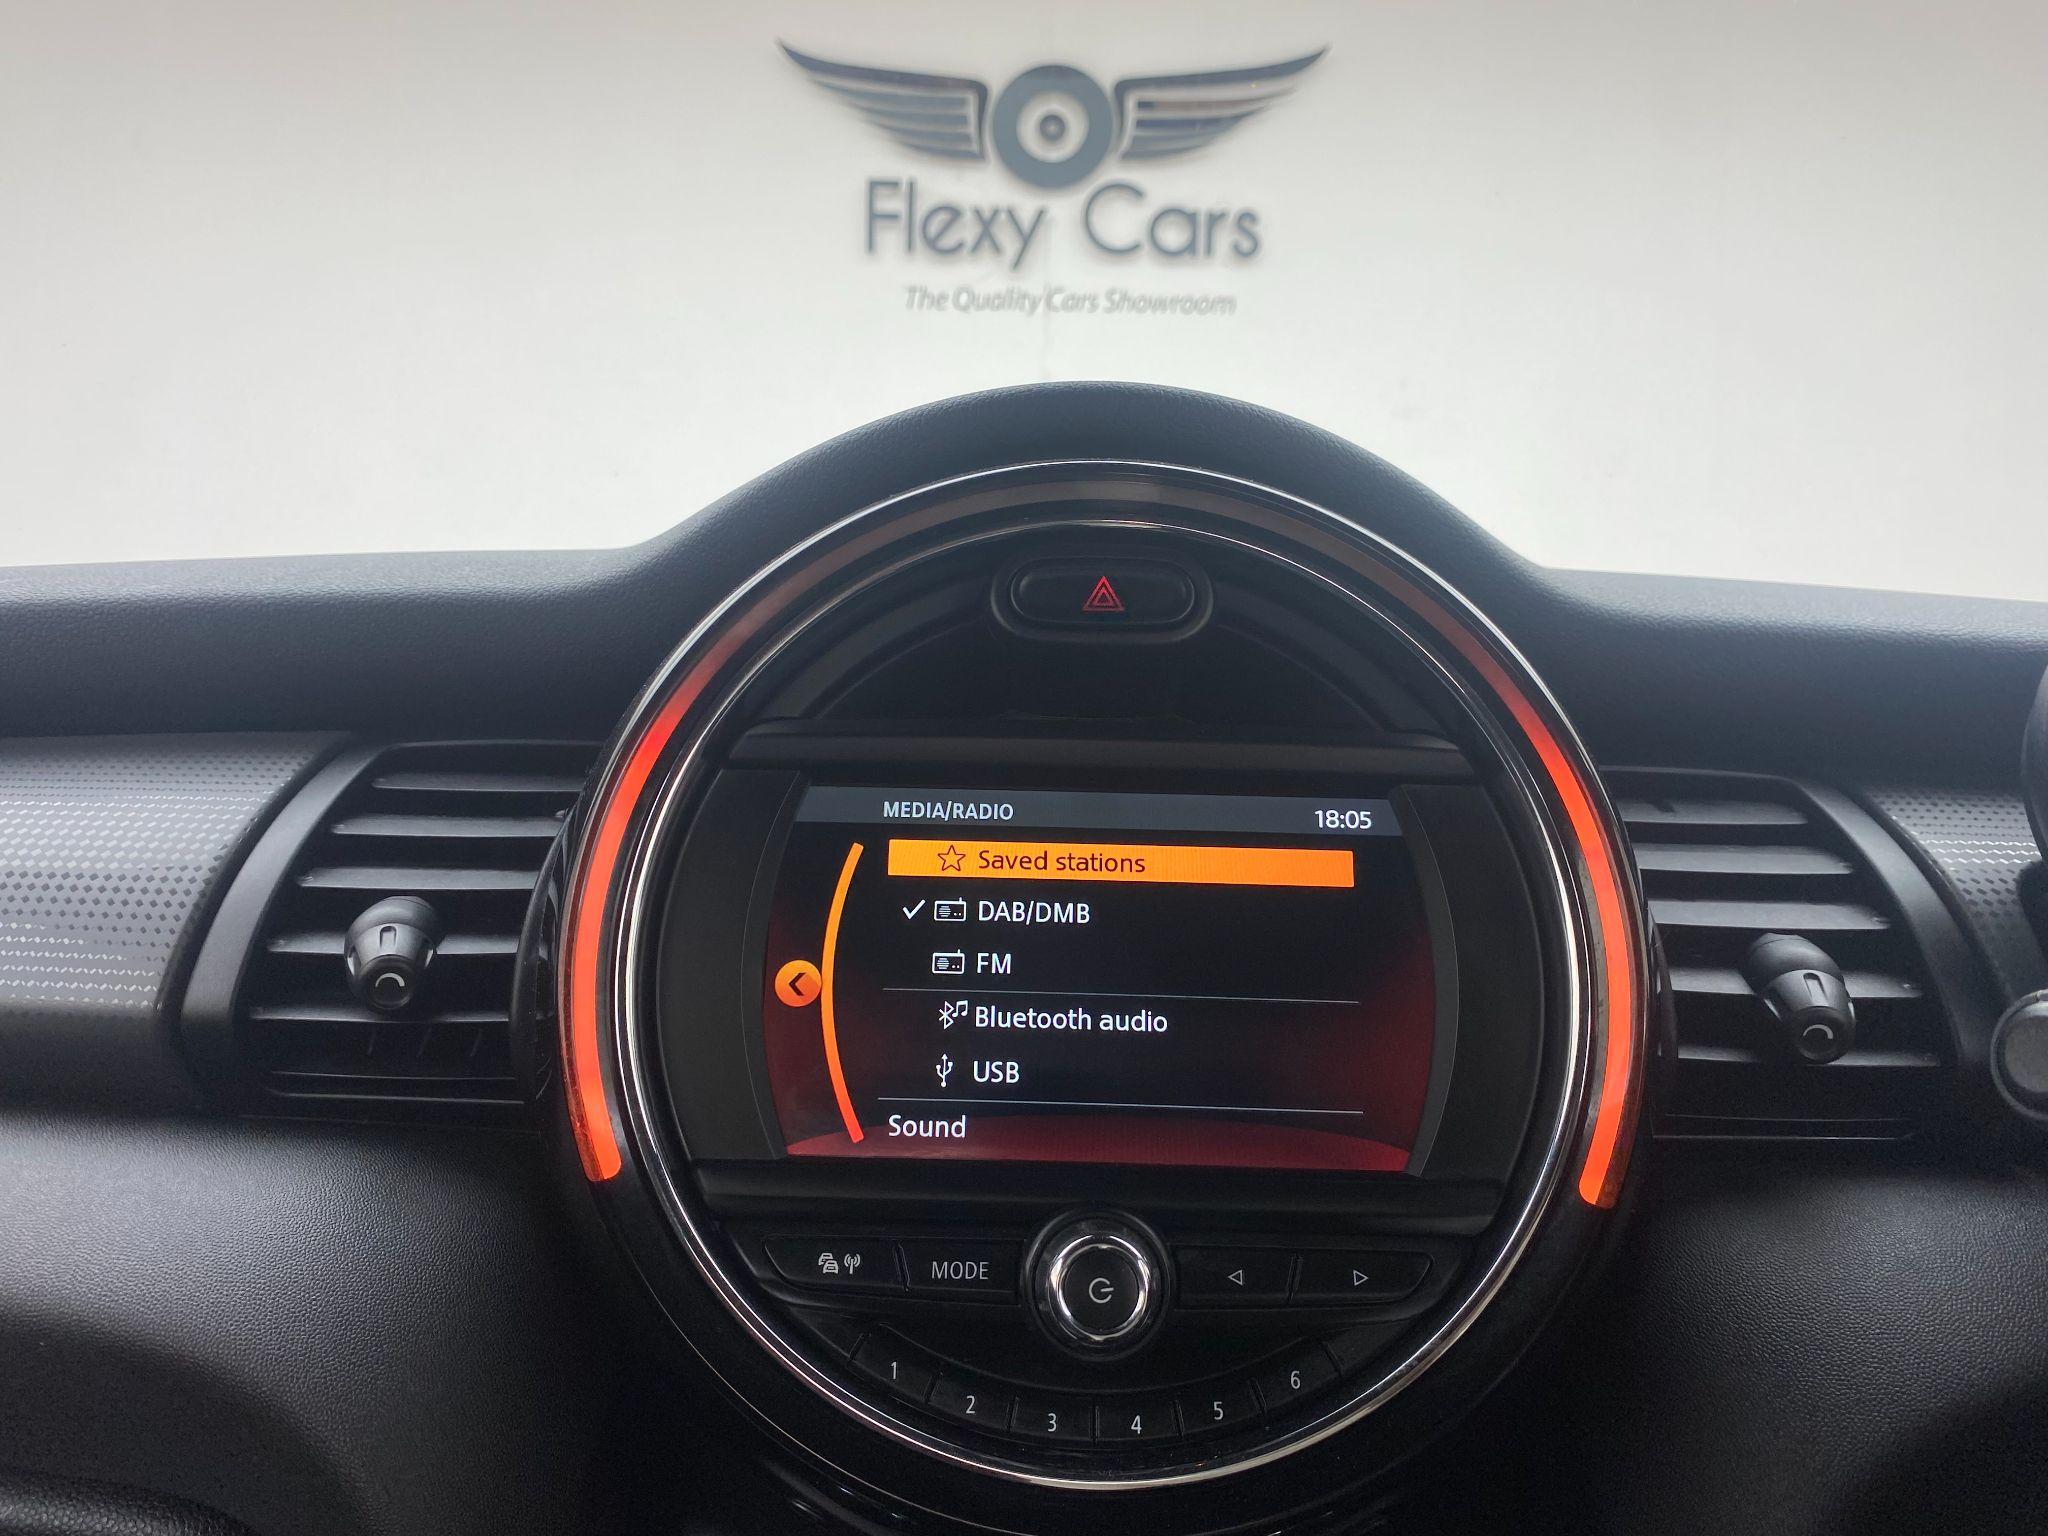 Flexy Cars
The Quality Cars Showroom
MEDIA/RADIO 18:05
Saved stations
DAB/DMB
FM
Bluetooth audio
USB
Sound
MODE
1 2 3 4 5 6